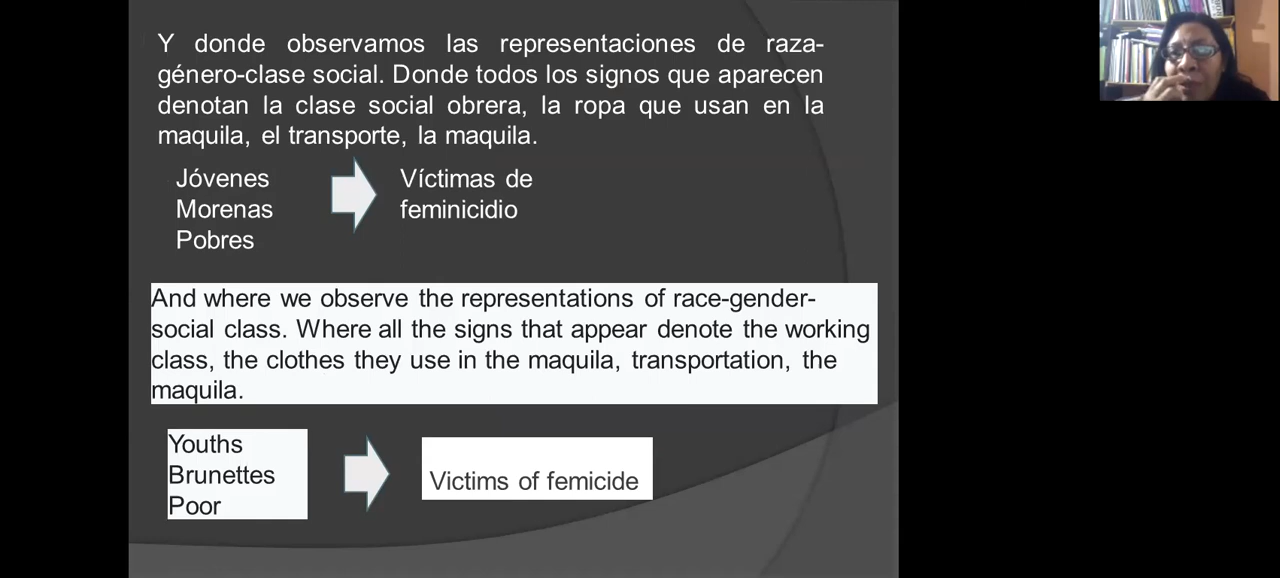 Y donde observamos las representaciones de raza-
género-clase social. Donde todos los signos que aparecen
denotan la clase social obrera, la ropa que usan en la
maquila, el transporte, la maquila.
Jóvenes
Morenas
Pobres
Víctimas de
feminicidio
And where we observe the representations of race-gender-
social class. Where all the signs that appear denote the working
class, the clothes they use in the maquila, transportation, the
maquila.
Youths
Brunettes
Poor
Victims of femicide